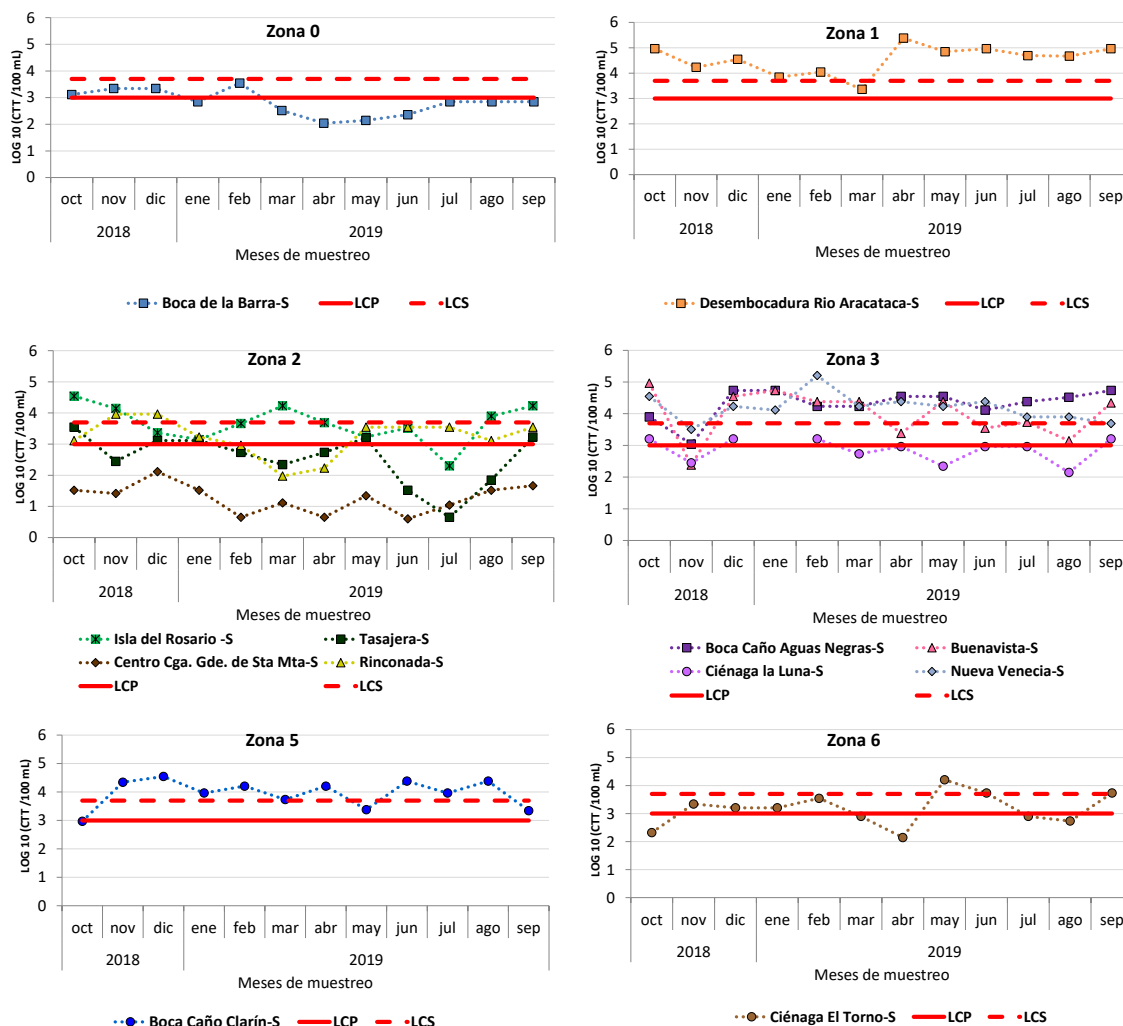 Zona 0
6
5
4
3
2
1
0
LOG 10 (CTT /100 mL)
oct nov dic ene feb mar abr may jun jul ago sep
2018 2019
Meses de muestreo
Boca de la Barra-S LCP LCS
Zona 1
6
5
4
3
2
1
0
LOG 10 (CTT /100 mL)
oct nov dic ene feb mar abr may jun jul ago sep
2018 2019
Meses de muestreo
Desembocadura Rio Aracataca-S LCP LCS
Zona 2
6
5
4
3
2
1
0
LOG 10 (CTT /100 mL)
oct nov dic ene feb mar abr may jun jul ago sep
2018 2019
Meses de muestreo
Isla del Rosario -S Tasajera-S
Centro Cga. Gde. de Sta Mta-S Rinconada-S
LCP LCS
Zona 3
6
5
4
3
2
1
0
LOG 10 (CTT /100 mL)
oct nov dic ene feb mar abr may jun jul ago sep
2018 2019
Meses de muestreo
Boca Caño Aguas Negras-S Buenavista-S
Ciénaga la Luna-S Nueva Venecia-S
LCP LCS
Zona 5
6
5
4
3
2
1
0
LOG 10 (CTT /100 mL)
oct nov dic ene feb mar abr may jun jul ago sep
2018 2019
Meses de muestreo
Boca Caño Clarín-S LCP LCS
Zona 6
6
5
4
3
2
1
0
LOG 10 (CTT /100 mL)
oct nov dic ene feb mar abr may jun jul ago sep
2018 2019
Meses de muestreo
Ciénaga El Torno-S LCP LCS